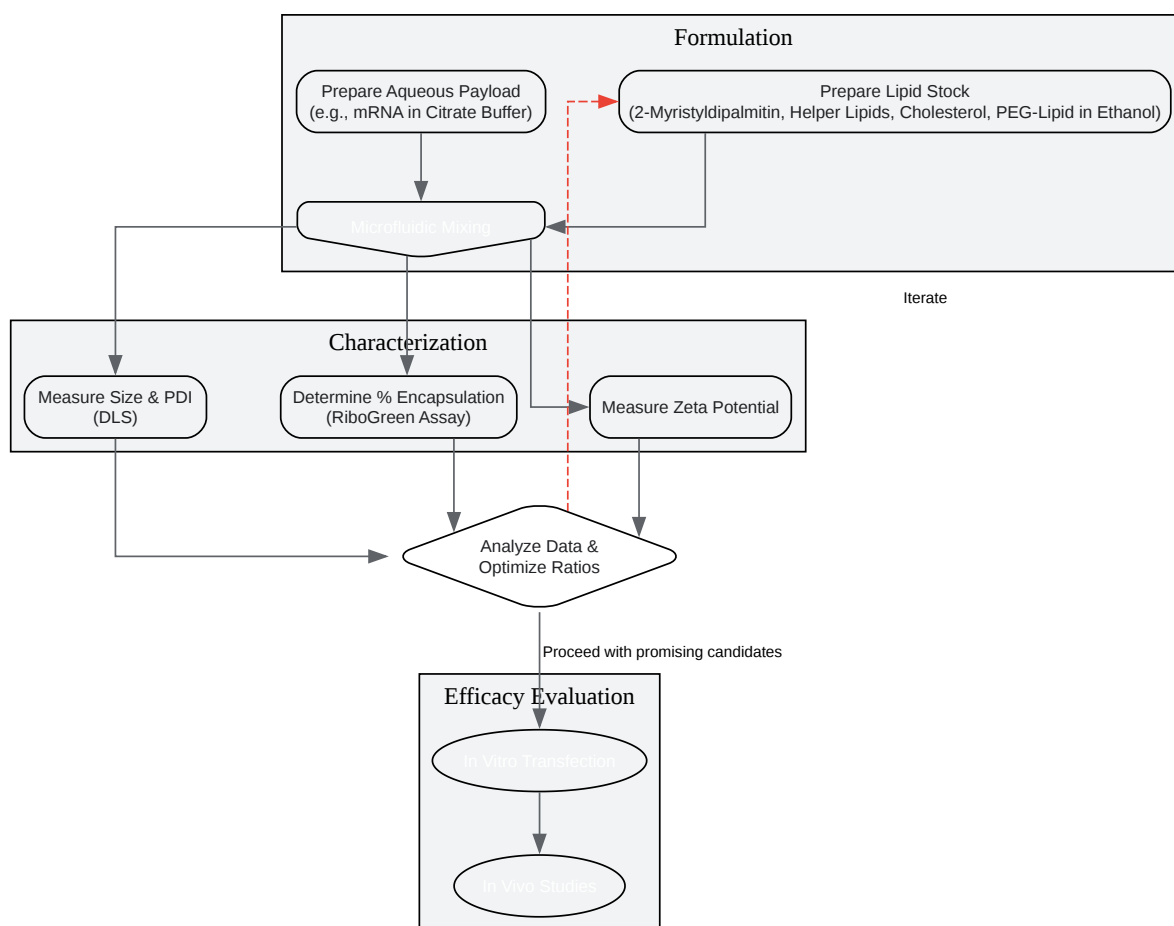 Formulation
Prepare Aqueous Payload
(e.g., mRNA in Citrate Buffer)
Prepare Lipid Stock
(2-Myristyldipalmitin, Helper Lipids, Cholesterol, PEG-Lipid in Ethanol)
Microfluidic Mixing
Iterate
Characterization
Measure Size & PDI
(DLS)
Determine % Encapsulation
(RiboGreen Assay)
Measure Zeta Potential
Analyze Data &
Optimize Ratios
Proceed with promising candidates
Efficacy Evaluation
In Vitro Transfection
In Vivo Studies